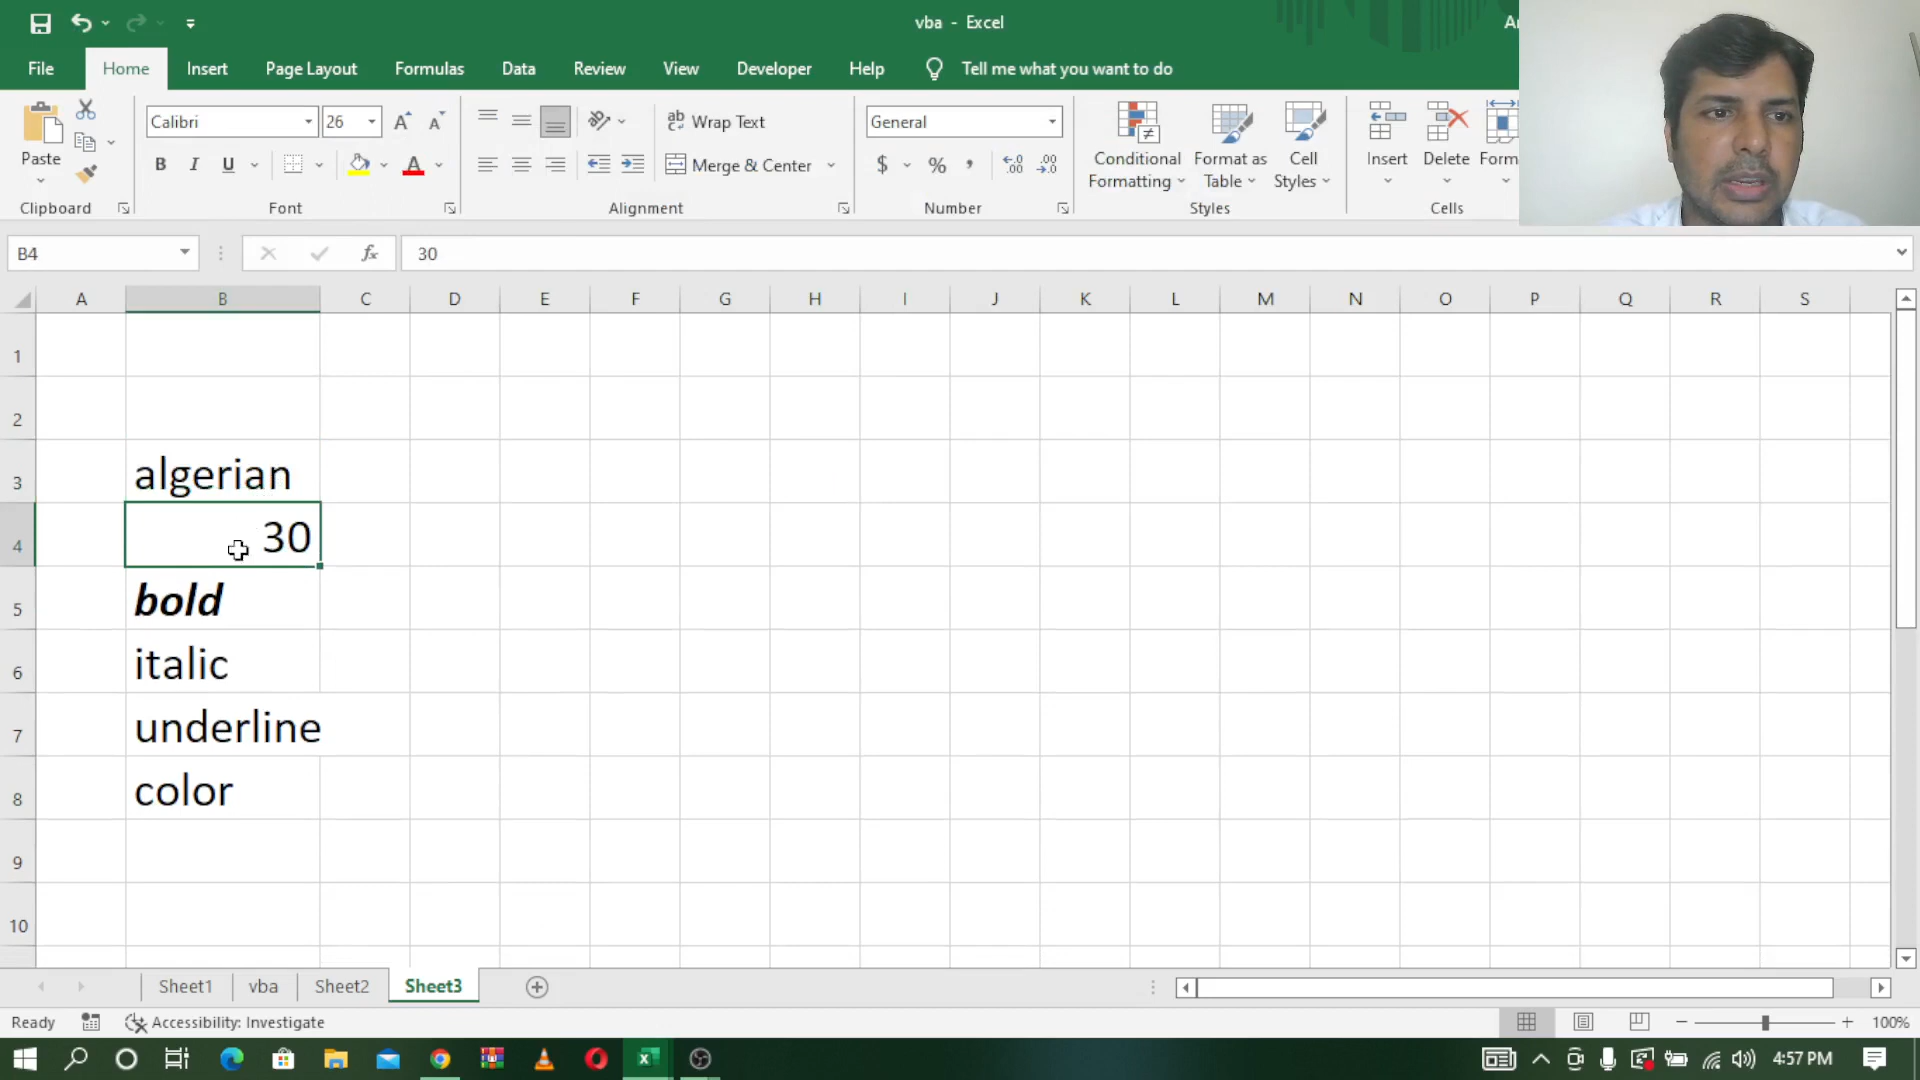 vba - Excel
Ar
File Home Insert Page Layout Formulas Data Review View Developer Help Tell me what you want to do
Calibri 26 Wrap Text General
Paste B I U Merge & Center $ % , Conditional Formatting Format as Table Cell Styles Insert Delete Form
Clipboard Font Alignment Number Styles Cells
B4 fx 30
A B C D E F G H I J K L M N O P Q R S
1
2
3 algerian
4 30
5 bold
6 italic
7 underline
8 color
9
10
Sheet1 vba Sheet2 Sheet3
Ready Accessibility: Investigate 100%
4:57 PM